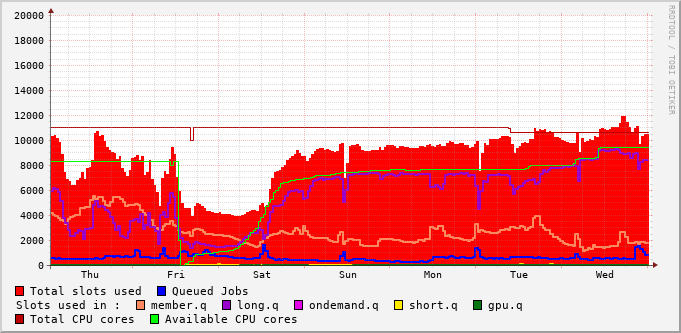 20000
18000
16000
14000
12000
10000
8000
6000
4000
2000
0
Thu Fri Sat Sun Mon Tue Wed
RRDTOOL / TOBI OETIKER
Total slots used Queued Jobs
Slots used in : member.q long.q ondemand.q short.q gpu.q
Total CPU cores Available CPU cores